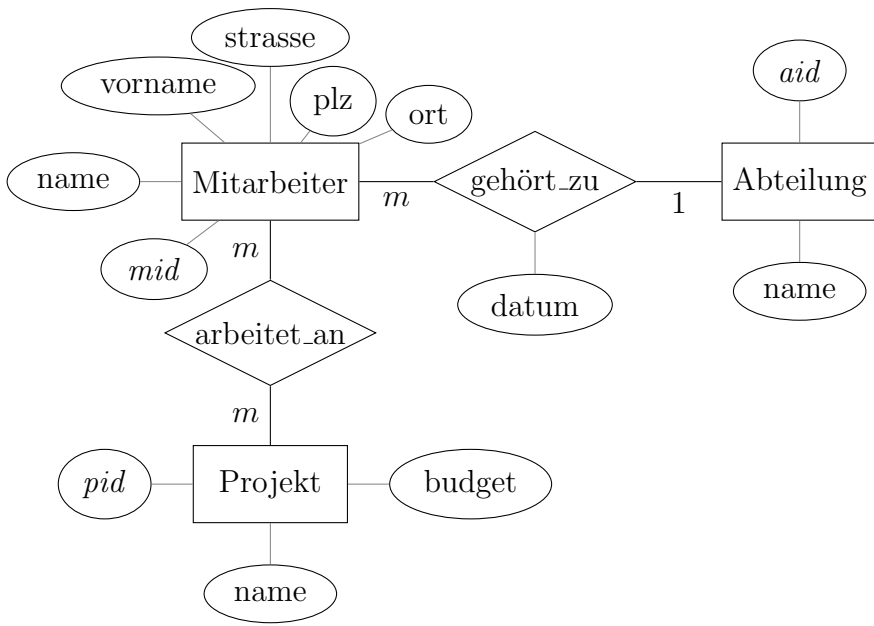 strasse
vorname
plz
ort
aid
name
Mitarbeiter
m
gehört_zu
1
Abteilung
mid
m
datum
name
arbeitet_an
m
pid
Projekt
budget
name